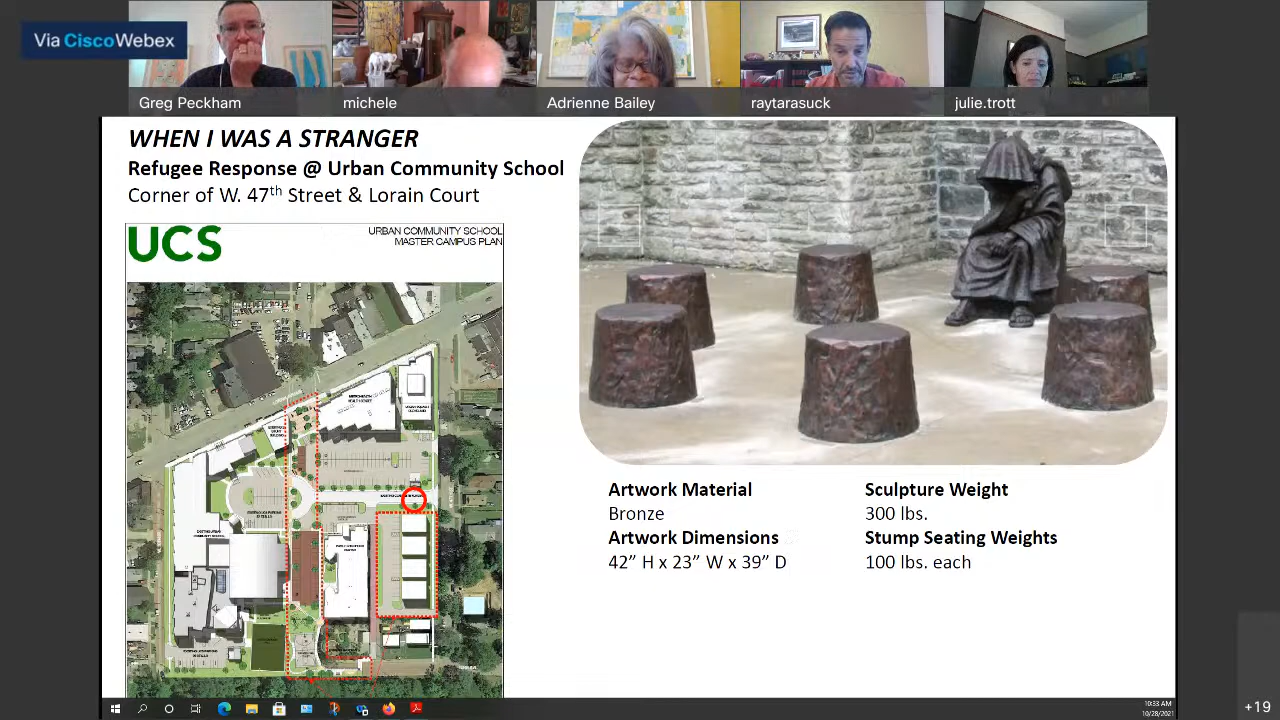 Via CiscoWebex
Greg Peckham
michele
Adrienne Bailey
raytarasuck
julie.trott
WHEN I WAS A STRANGER
Refugee Response @ Urban Community School
Corner of W. 47th Street & Lorain Court
UCS
URBAN COMMUNITY SCHOOL
MASTER CAMPUS PLAN
Artwork Material
Bronze
Artwork Dimensions
42” H x 23” W x 39” D
Sculpture Weight
300 lbs.
Stump Seating Weights
100 lbs. each
+19
10:33 AM
10/28/2021